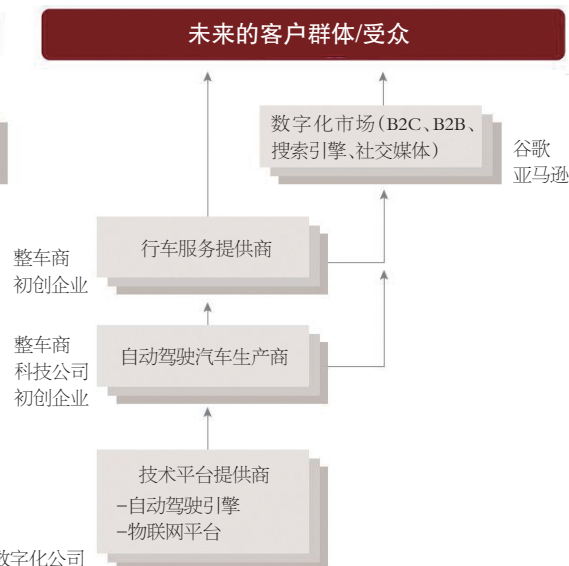 未来的客户群体/受众
数字化市场(B2C、B2B、
搜索引擎、社交媒体)
谷歌
亚马逊
行车服务提供商
整车商
初创企业
整车商
科技公司
初创企业
自动驾驶汽车生产商
技术平台提供商
-自动驾驶引擎
-物联网平台
数字化公司